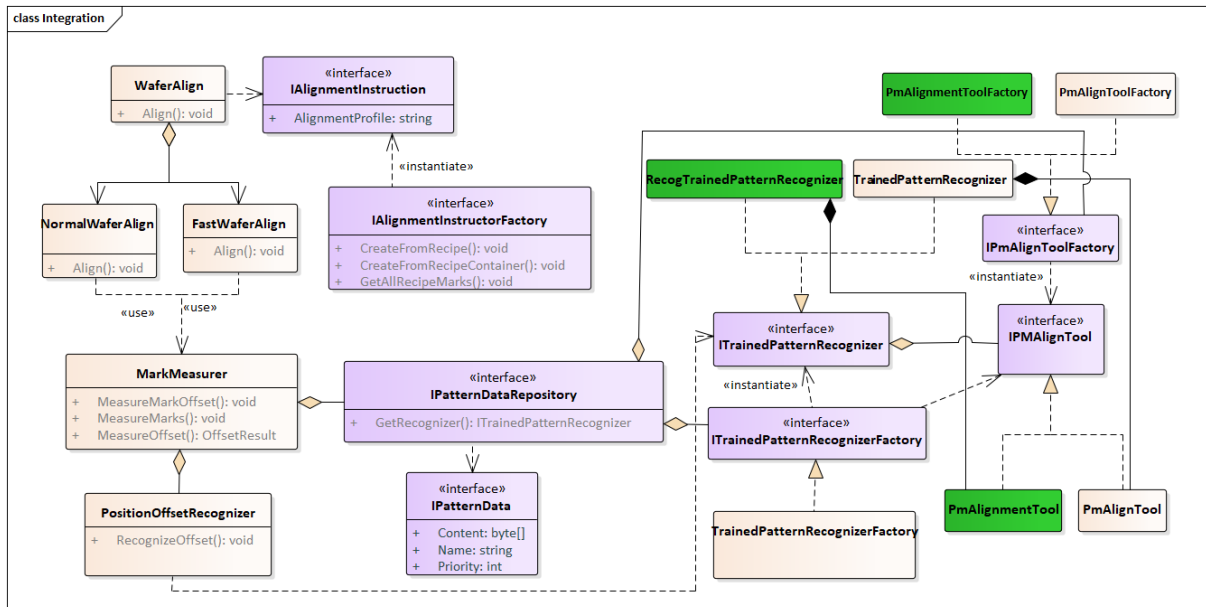 class Integration
WaferAlign
+ Align(): void
«interface»
IAlignmentInstruction
+ AlignmentProfile: string
PmAlignmentToolFactory
PmAlignToolFactory
«instantiate»
RecogTrainedPatternRecognizer
TrainedPatternRecognizer
NormalWaferAlign
+ Align(): void
FastWaferAlign
+ Align(): void
«interface»
IAlignmentInstructorFactory
+ CreateFromRecipe(): void
+ CreateFromRecipeContainer(): void
+ GetAllRecipeMarks(): void
«interface»
IPmAlignToolFactory
«instantiate»
«use»
«use»
«interface»
ITrainedPatternRecognizer
«interface»
IPMAlignTool
MarkMeasurer
+ MeasureMarkOffset(): void
+ MeasureMarks(): void
+ MeasureOffset(): OffsetResult
«interface»
IPatternDataRepository
+ GetRecognizer(): ITrainedPatternRecognizer
«instantiate»
«interface»
ITrainedPatternRecognizerFactory
«interface»
IPatternData
+ Content: byte[]
+ Name: string
+ Priority: int
PositionOffsetRecognizer
+ RecognizeOffset(): void
TrainedPatternRecognizerFactory
PmAlignmentTool
PmAlignTool